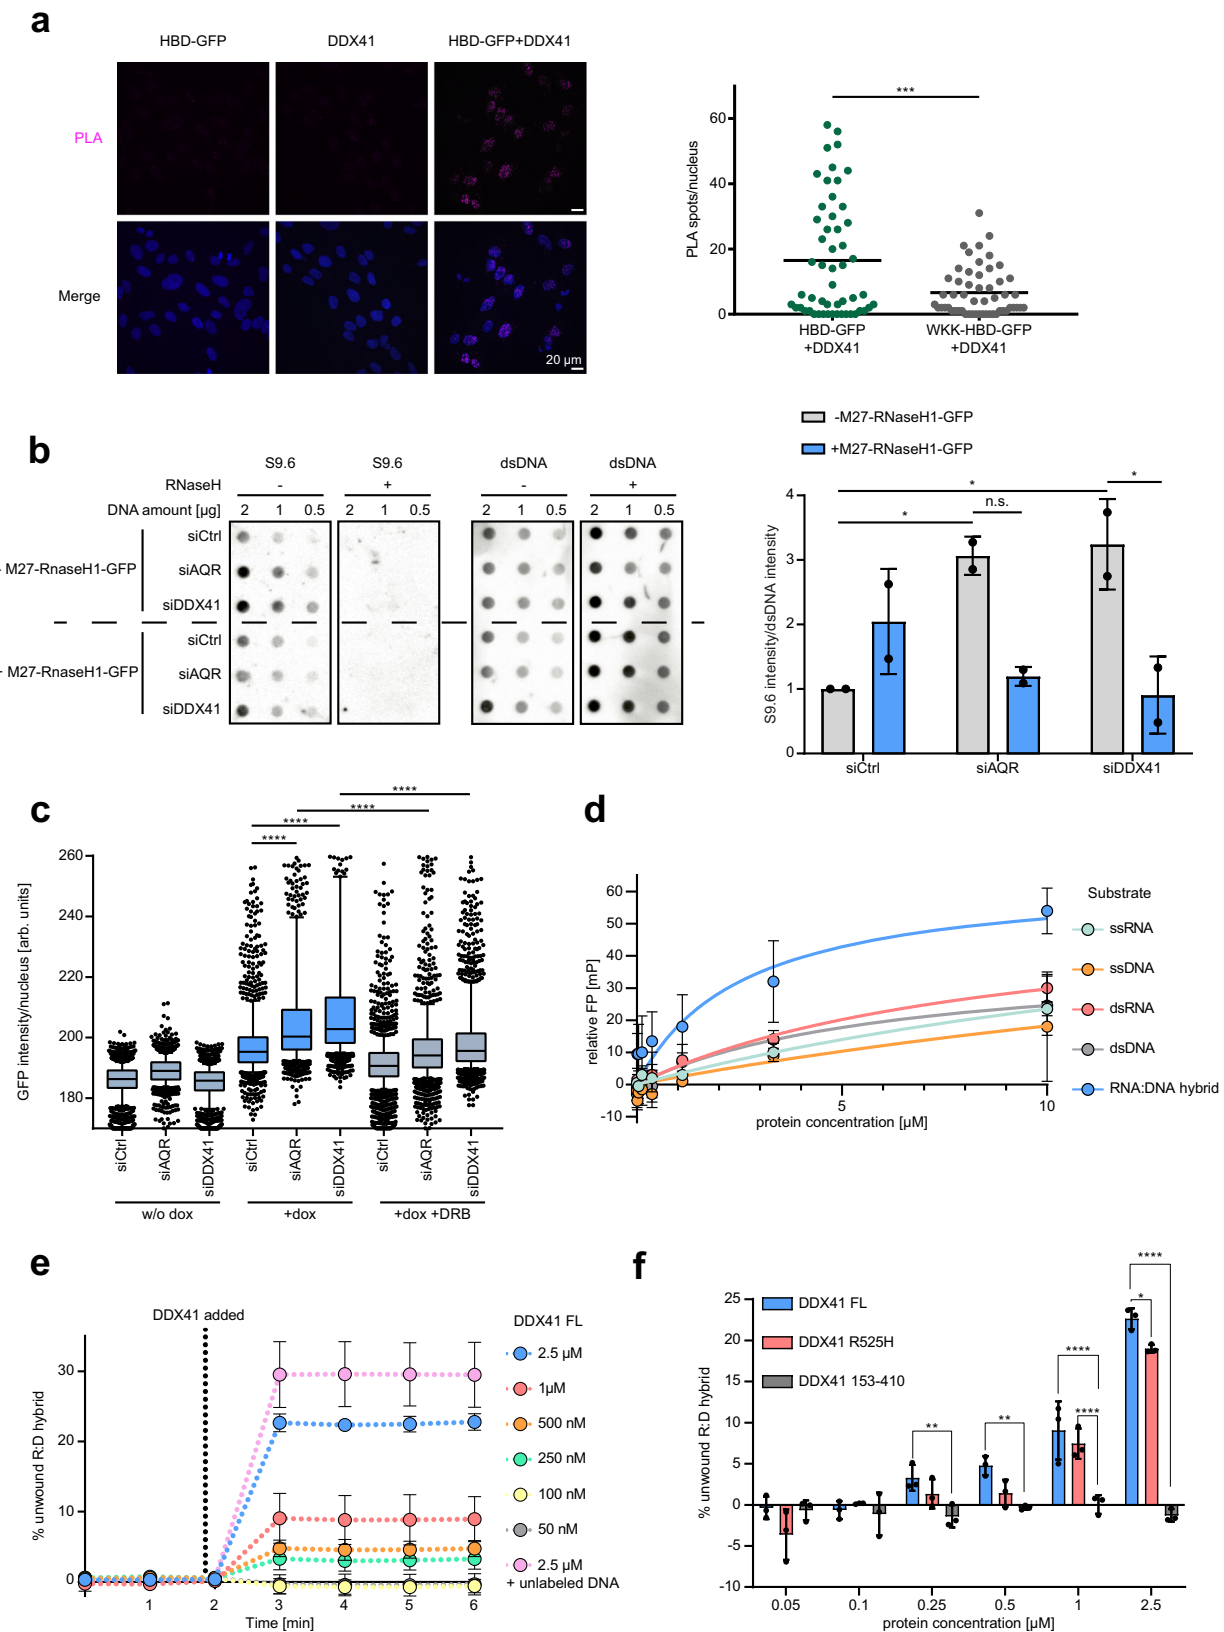 a
HBD-GFP DDX41 HBD-GFP+DDX41
PLA
Merge
20 µm
***
PLA spots/nucleus
60
40
20
0
HBD-GFP
+DDX41
WKK-HBD-GFP
+DDX41
b
S9.6 S9.6 dsDNA dsDNA
RNaseH - + - +
DNA amount [µg] 2 1 0.5 2 1 0.5 2 1 0.5 2 1 0.5
- M27-RnaseH1-GFP
siCtrl
siAQR
siDDX41
+ M27-RnaseH1-GFP
siCtrl
siAQR
siDDX41
-M27-RNaseH1-GFP
+M27-RNaseH1-GFP
* * n.s. *
S9.6 intensity/dsDNA intensity
4
3
2
1
0
siCtrl siAQR siDDX41
c
****
****
****
****
GFP intensity/nucleus [arb. units]
260
240
220
200
180
siCtrl siAQR siDDX41 siCtrl siAQR siDDX41 siCtrl siAQR siDDX41
w/o dox +dox +dox +DRB
d
relative FP [mP]
60
50
40
30
20
10
0
-10
5 10
protein concentration [µM]
Substrate
ssRNA
ssDNA
dsRNA
dsDNA
RNA:DNA hybrid
e
DDX41 added
% unwound R:D hybrid
30
20
10
0
1 2 3 4 5 6
Time [min]
DDX41 FL
2.5 µM
1µM
500 nM
250 nM
100 nM
50 nM
2.5 µM
+ unlabeled DNA
f
DDX41 FL
DDX41 R525H
DDX41 153-410
** ** **** **** **** *
% unwound R:D hybrid
25
20
15
10
5
0
-5
-10
0.05 0.1 0.25 0.5 1 2.5
protein concentration [µM]